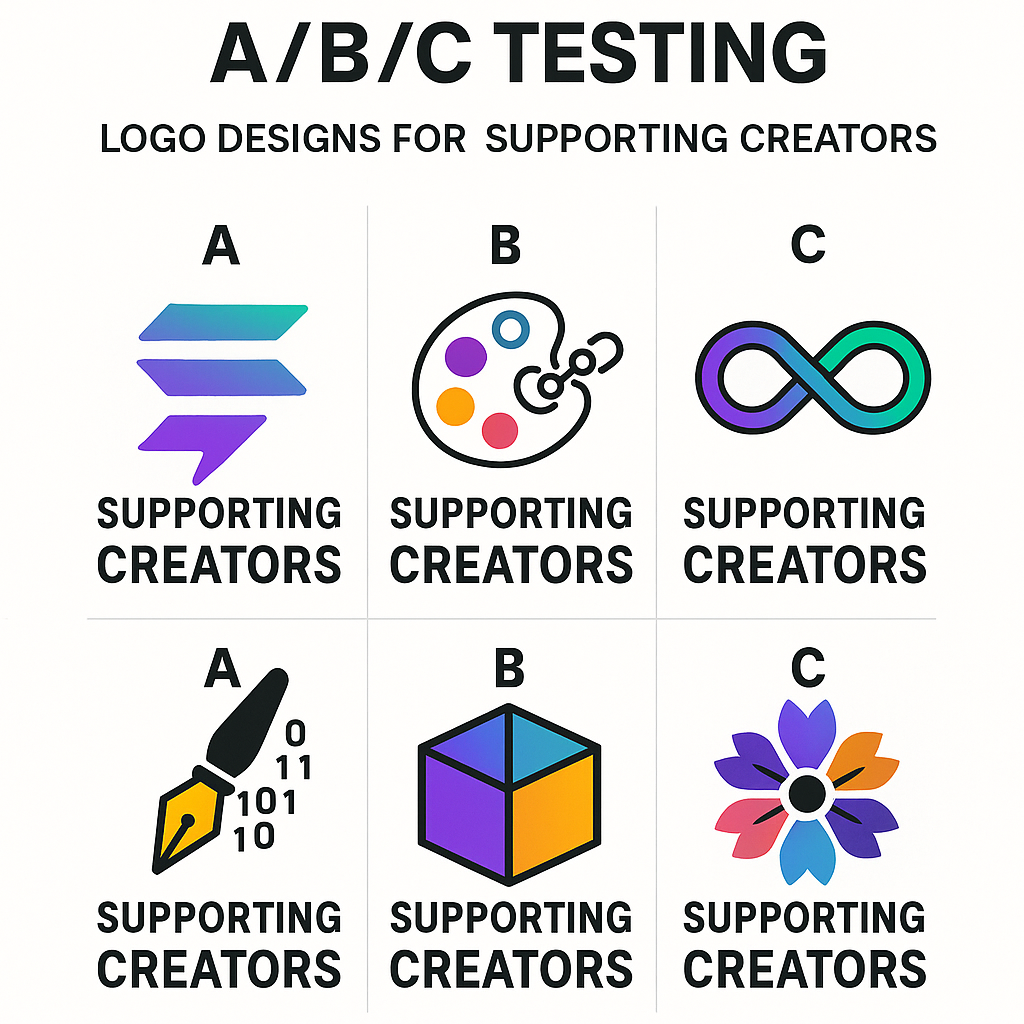 A/B/C TESTING
LOGO DESIGNS FOR SUPPORTING CREATORS
A
B
C
SUPPORTING
CREATORS
SUPPORTING
CREATORS
SUPPORTING
CREATORS
A
B
C
0
11
101
10
SUPPORTING
CREATORS
SUPPORTING
CREATORS
SUPPORTING
CREATORS